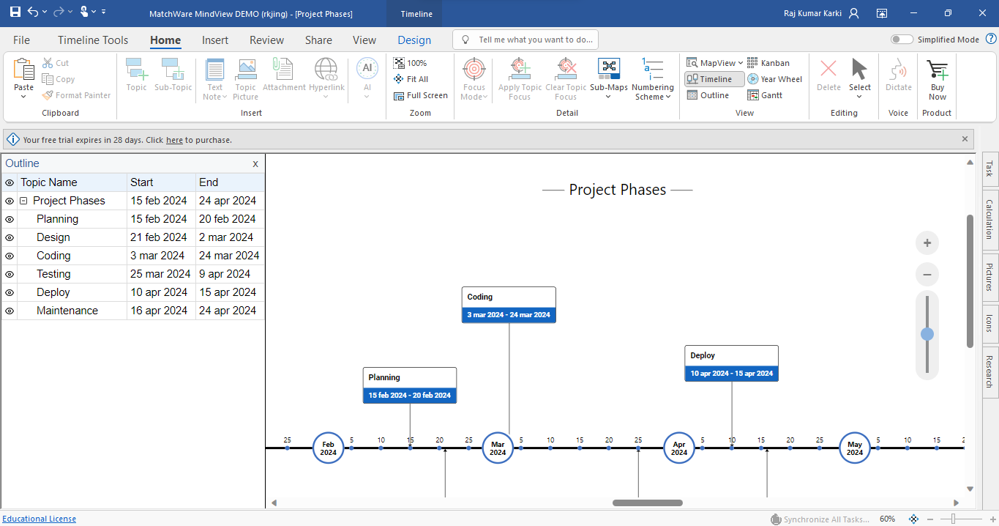 MatchWare MindView DEMO (rkjing) - [Project Phases]
Timeline
Raj Kumar Karki
File Timeline Tools Home Insert Review Share View Design Tell me what you want to do... Simplified Mode ?
Paste
Cut
Copy
Format Painter
Clipboard
Topic
Sub-Topic
Text Note
Topic Picture
Attachment
Hyperlink
AI
AI
Insert
100%
Fit All
Full Screen
Zoom
Focus Mode
Apply Topic Focus
Clear Topic Focus
Sub-Maps
1.
a
Numbering Scheme
Detail
MapView
Timeline
Outline
Kanban
Year Wheel
Gantt
View
Delete
Select
Editing
Dictate
Voice
Buy Now
Product
Your free trial expires in 28 days. Click here to purchase.
Outline x
Topic Name Start End
Project Phases 15 feb 2024 24 apr 2024
Planning 15 feb 2024 20 feb 2024
Design 21 feb 2024 2 mar 2024
Coding 3 mar 2024 24 mar 2024
Testing 25 mar 2024 9 apr 2024
Deploy 10 apr 2024 15 apr 2024
Maintenance 16 apr 2024 24 apr 2024
Project Phases
Coding
3 mar 2024 - 24 mar 2024
Deploy
10 apr 2024 - 15 apr 2024
Planning
15 feb 2024 - 20 feb 2024
25 Feb 2024 5 10 15 20 25 Mar 2024 5 10 15 20 25 Apr 2024 5 10 15 20 25 May 2024 5 10 15
Task
Calculation
Pictures
Icons
Research
Educational License
Synchronize All Tasks...
60%